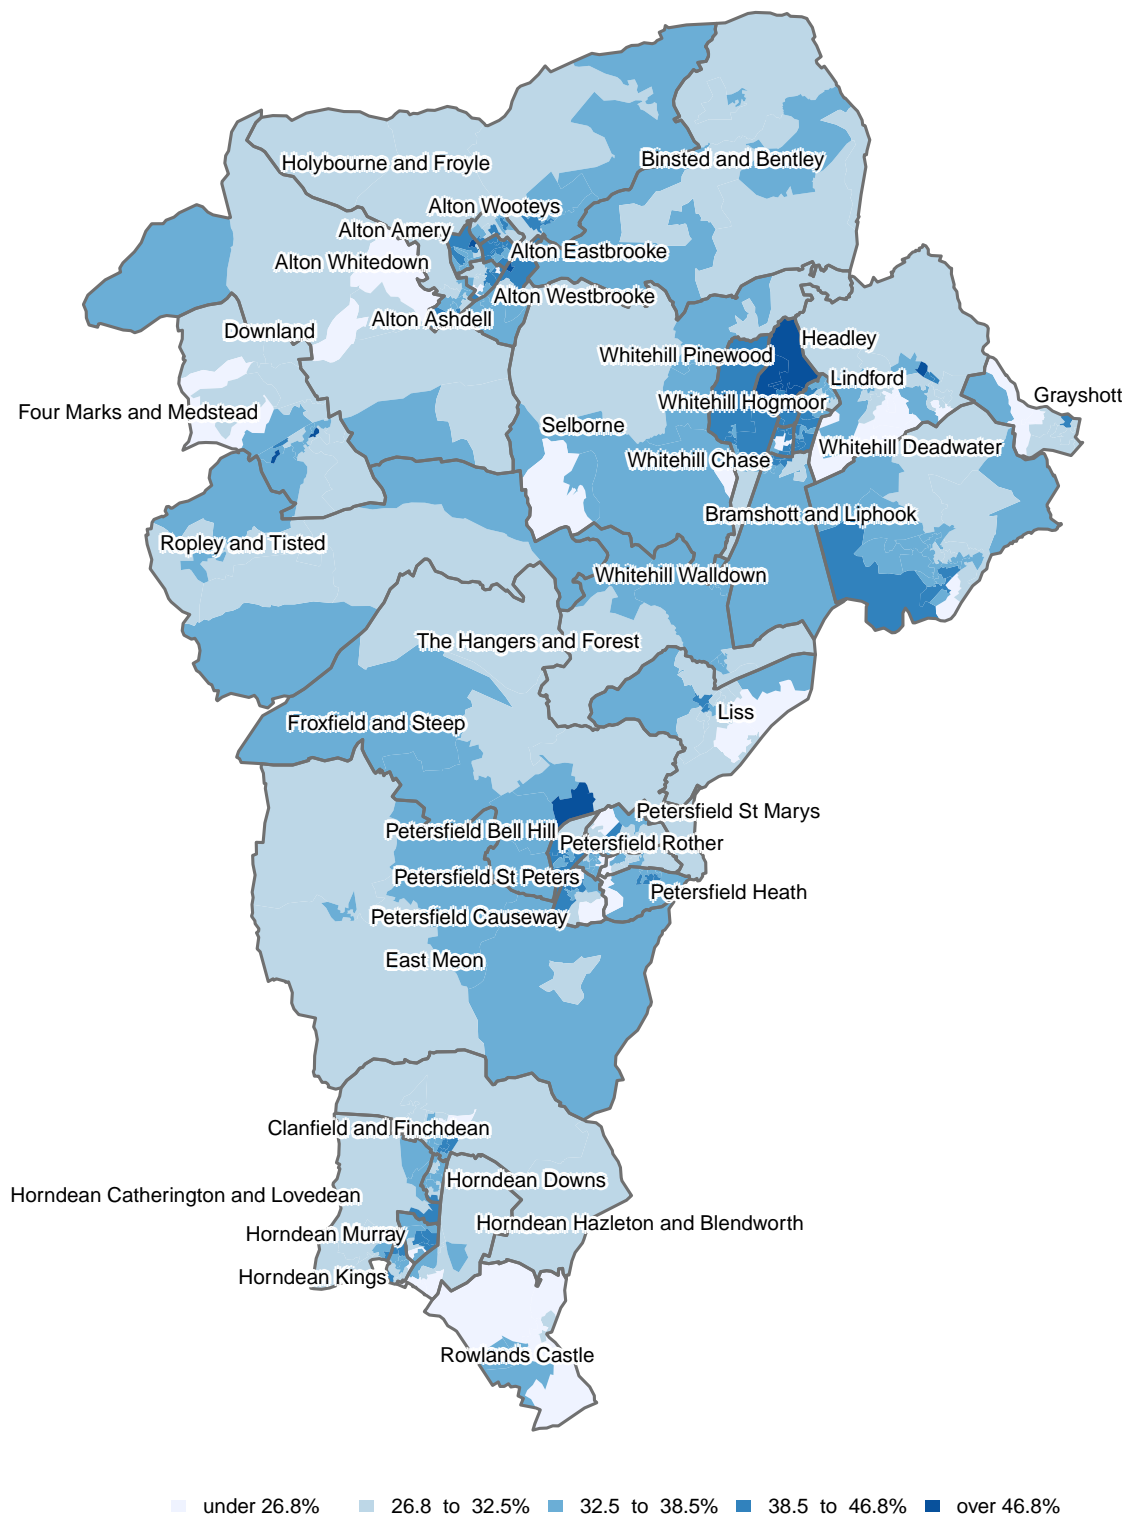 Holybourne and Froyle
Binsted and Bentley
Alton Wooteys
Alton Amery
Alton Eastbrooke
Alton Whitedown
Alton Westbrooke
Alton Ashdell
Downland
Headley
Whitehill Pinewood
Lindford
Grayshott
Whitehill Hogmoor
Four Marks and Medstead
Selborne
Whitehill Deadwater
Whitehill Chase
Bramshott and Liphook
Ropley and Tisted
Whitehill Walldown
The Hangers and Forest
Liss
Froxfield and Steep
Petersfield St Marys
Petersfield Bell Hill
Petersfield Rother
Petersfield St Peters
Petersfield Heath
Petersfield Causeway
East Meon
Clanfield and Finchdean
Horndean Downs
Horndean Catherington and Lovedean
Horndean Hazleton and Blendworth
Horndean Murray
Horndean Kings
Rowlands Castle
under 26.8% 26.8 to 32.5% 32.5 to 38.5% 38.5 to 46.8% over 46.8%